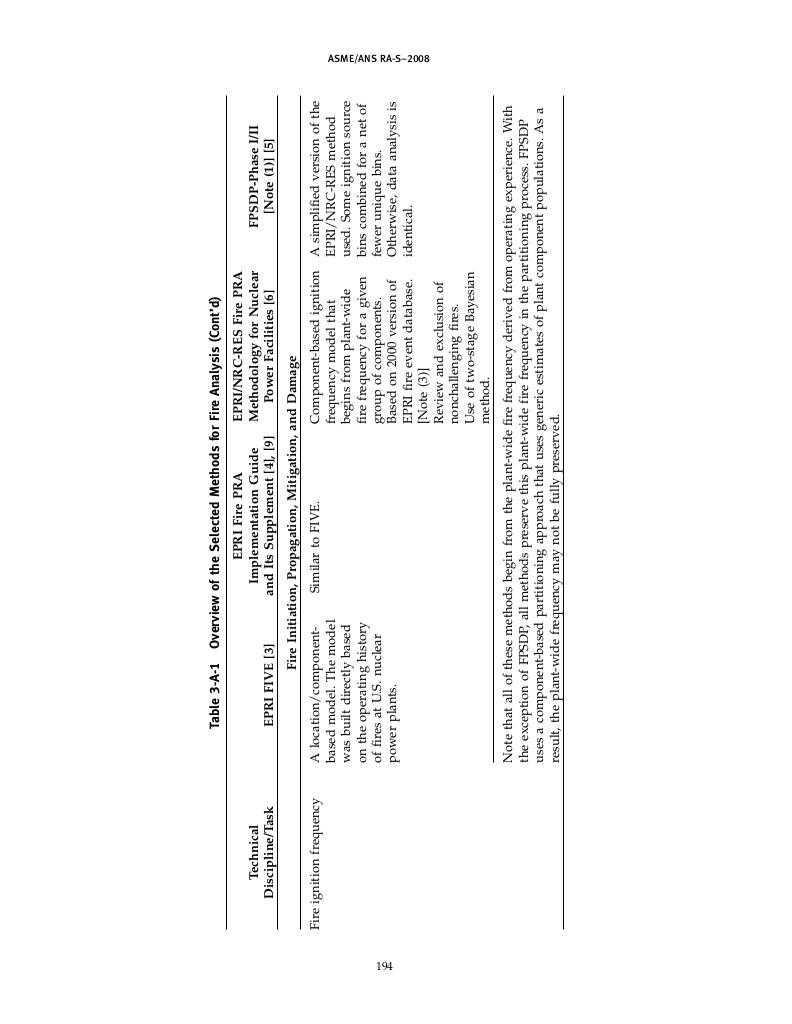 ASME/ANS RA-S–2008
Table 3-A-1 Overview of the Selected Methods for Fire Analysis (Cont'd)
Technical
Discipline/Task
EPRI FIVE [3]
EPRI Fire PRA
Implementation Guide
and Its Supplement [4], [9]
EPRI/NRC-RES Fire PRA
Methodology for Nuclear
Power Facilities [6]
FPSDP-Phase I/II
[Note (1)] [5]
Fire Initiation, Propagation, Mitigation, and Damage
Fire ignition frequency
A location/component-
based model. The model
was built directly based
on the operating history
of fires at U.S. nuclear
power plants.
Similar to FIVE.
Component-based ignition
frequency model that
begins from plant-wide
fire frequency for a given
group of components.
Based on 2000 version of
EPRI fire event database.
[Note (3)]
Review and exclusion of
nonchallenging fires.
Use of two-stage Bayesian
method.
A simplified version of the
EPRI/NRC-RES method
used. Some ignition source
bins combined for a net of
fewer unique bins.
Otherwise, data analysis is
identical.
Note that all of these methods begin from the plant-wide fire frequency derived from operating experience. With
the exception of FPSDP, all methods preserve this plant-wide fire frequency in the partitioning process. FPSDP
uses a component-based partitioning approach that uses generic estimates of plant component populations. As a
result, the plant-wide frequency may not be fully preserved.
194